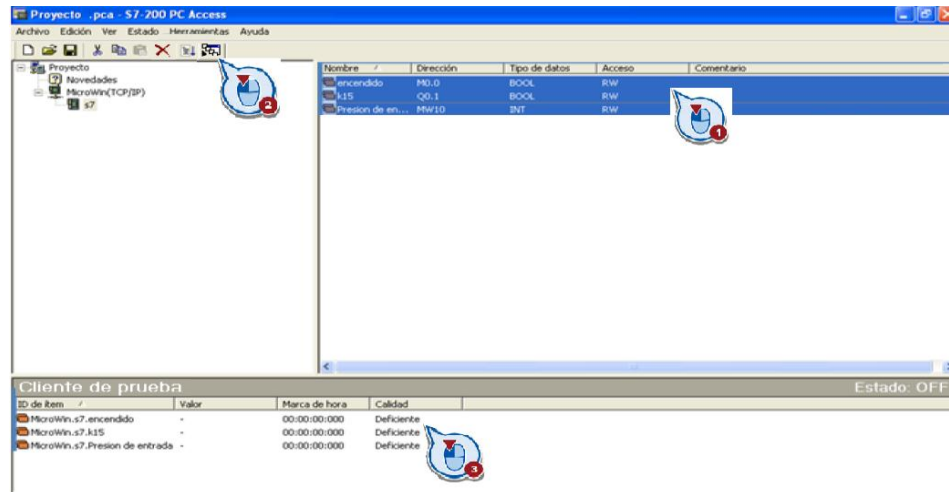 Proyecto .pca - S7-200 PC Access
Archivo Edición Ver Estado Herramientas Ayuda
Proyecto
Novedades
MicroWin(TCP/IP)
s7
Nombre Dirección Tipo de datos Acceso Comentario
encendido M0.0 BOOL RW
k15 Q0.1 BOOL RW
Presion de en... MW10 INT RW
1
2
Cliente de prueba Estado: OFF
ID de ítem Valor Marca de hora Calidad
MicroWin.s7.encendido - 00:00:00:000 Deficiente
MicroWin.s7.k15 - 00:00:00:000 Deficiente
MicroWin.s7.Presion de entrada - 00:00:00:000 Deficiente
3